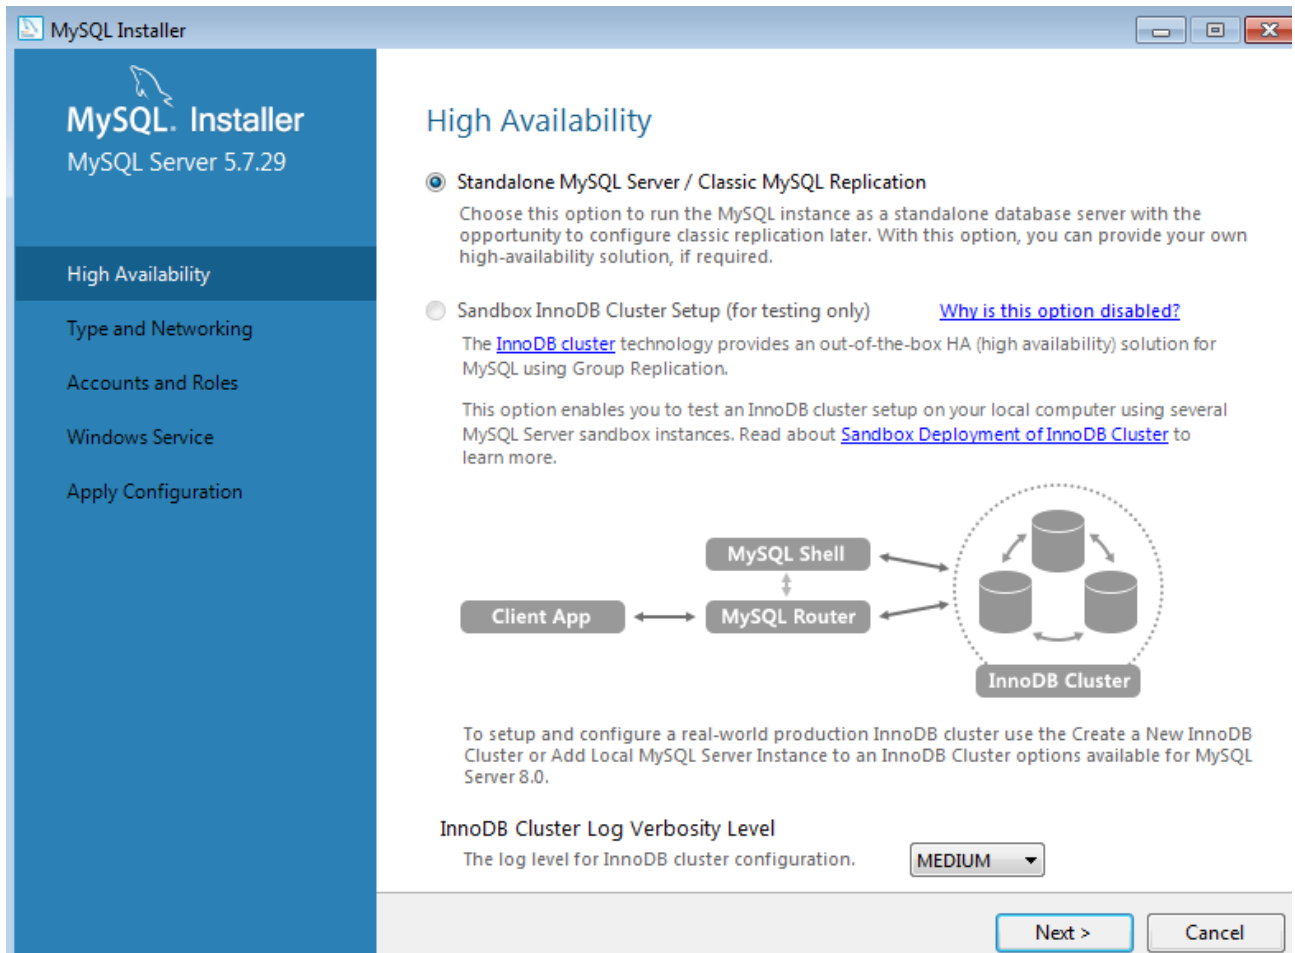 MySQL Installer
MySQL. Installer
MySQL Server 5.7.29
High Availability
Type and Networking
Accounts and Roles
Windows Service
Apply Configuration
High Availability
Standalone MySQL Server / Classic MySQL Replication
Choose this option to run the MySQL instance as a standalone database server with the
opportunity to configure classic replication later. With this option, you can provide your own
high-availability solution, if required.
Sandbox InnoDB Cluster Setup (for testing only) Why is this option disabled?
The InnoDB cluster technology provides an out-of-the-box HA (high availability) solution for
MySQL using Group Replication.
This option enables you to test an InnoDB cluster setup on your local computer using several
MySQL Server sandbox instances. Read about Sandbox Deployment of InnoDB Cluster to
learn more.
MySQL Shell
Client App
MySQL Router
InnoDB Cluster
To setup and configure a real-world production InnoDB cluster use the Create a New InnoDB
Cluster or Add Local MySQL Server Instance to an InnoDB Cluster options available for MySQL
Server 8.0.
InnoDB Cluster Log Verbosity Level
The log level for InnoDB cluster configuration. MEDIUM
Next > Cancel